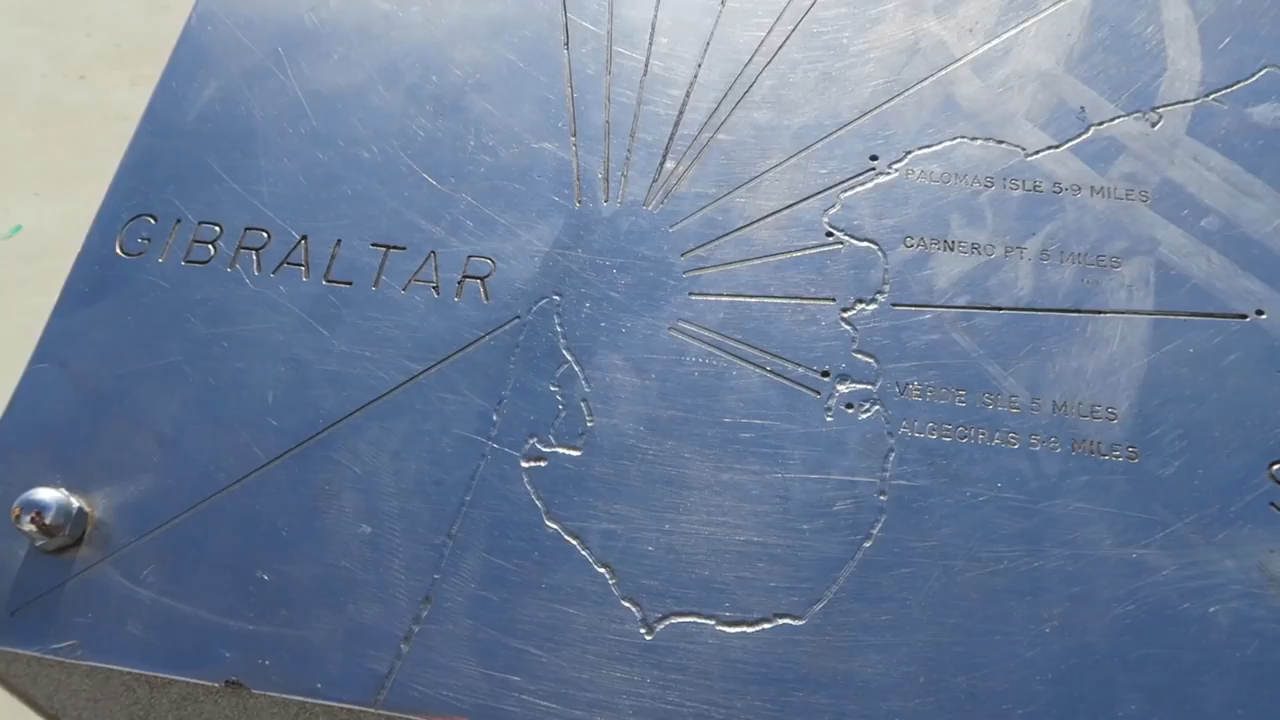 GIBRALTAR
PALOMAS ISLE 5·9 MILES
CARNERO PT. 5 MILES
VERDE ISLE 5 MILES
ALGECIRAS 5·8 MILES